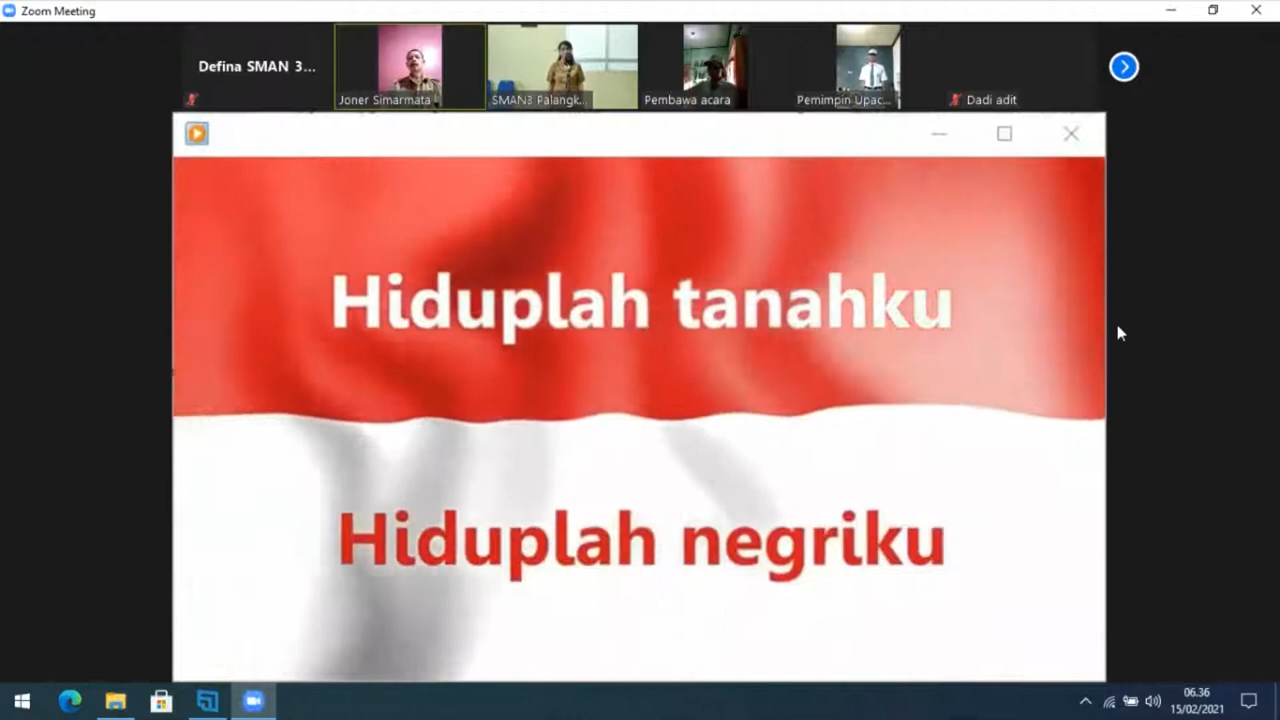 Zoom Meeting
Defina SMAN 3...
Joner Simarmata
SMAN3 Palangk...
Pembawa acara
Pemimpin Upac...
Dadi adit
Hiduplah tanahku
Hiduplah negriku
06.36
15/02/2021